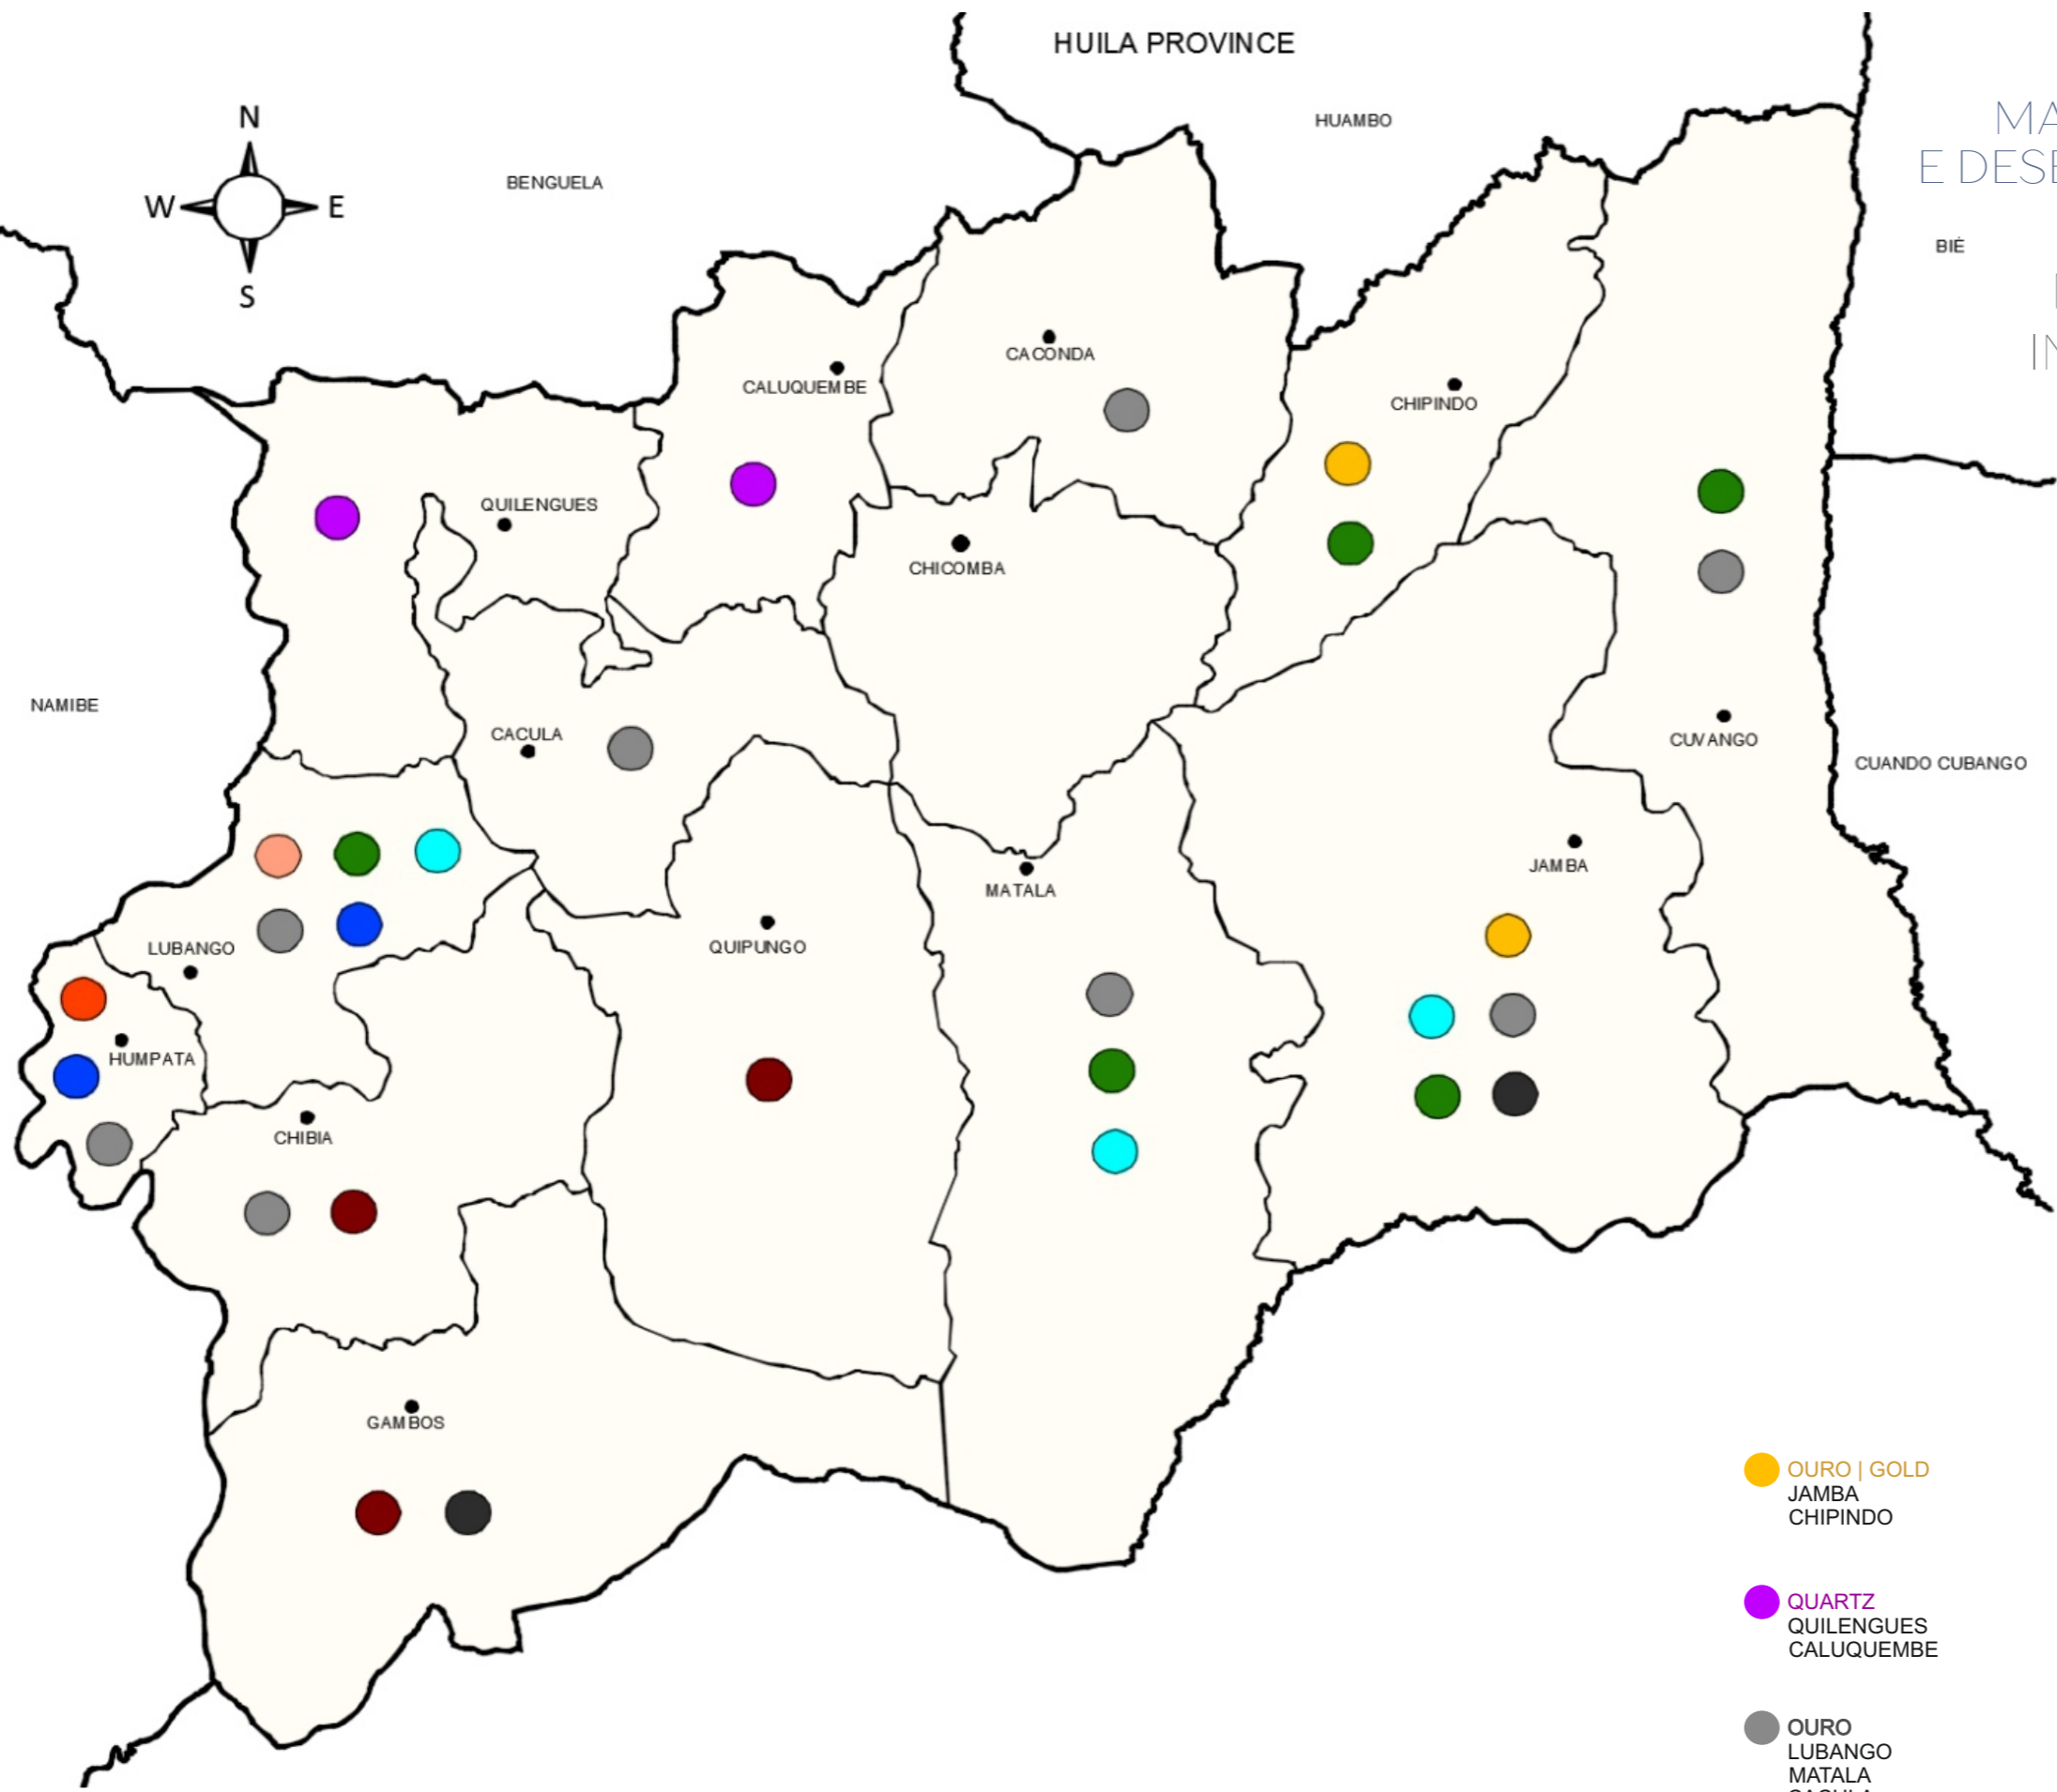 HUILA PROVINCE
HUAMBO
N
W
E
S
BENGUELA
BIÉ
CACONDA
CALUQUEMBE
CHIPINDO
QUILENGUES
CHICOMBA
NAMIBE
CACULA
CUVANGO
CUANDO CUBANGO
JAMBA
MATALA
QUIPUNGO
LUBANGO
HUMPATA
CHIBIA
GAMBOS
OURO | GOLD
JAMBA
CHIPINDO
QUARTZ
QUILENGUES
CALUQUEMBE
OURO
LUBANGO
MATALA